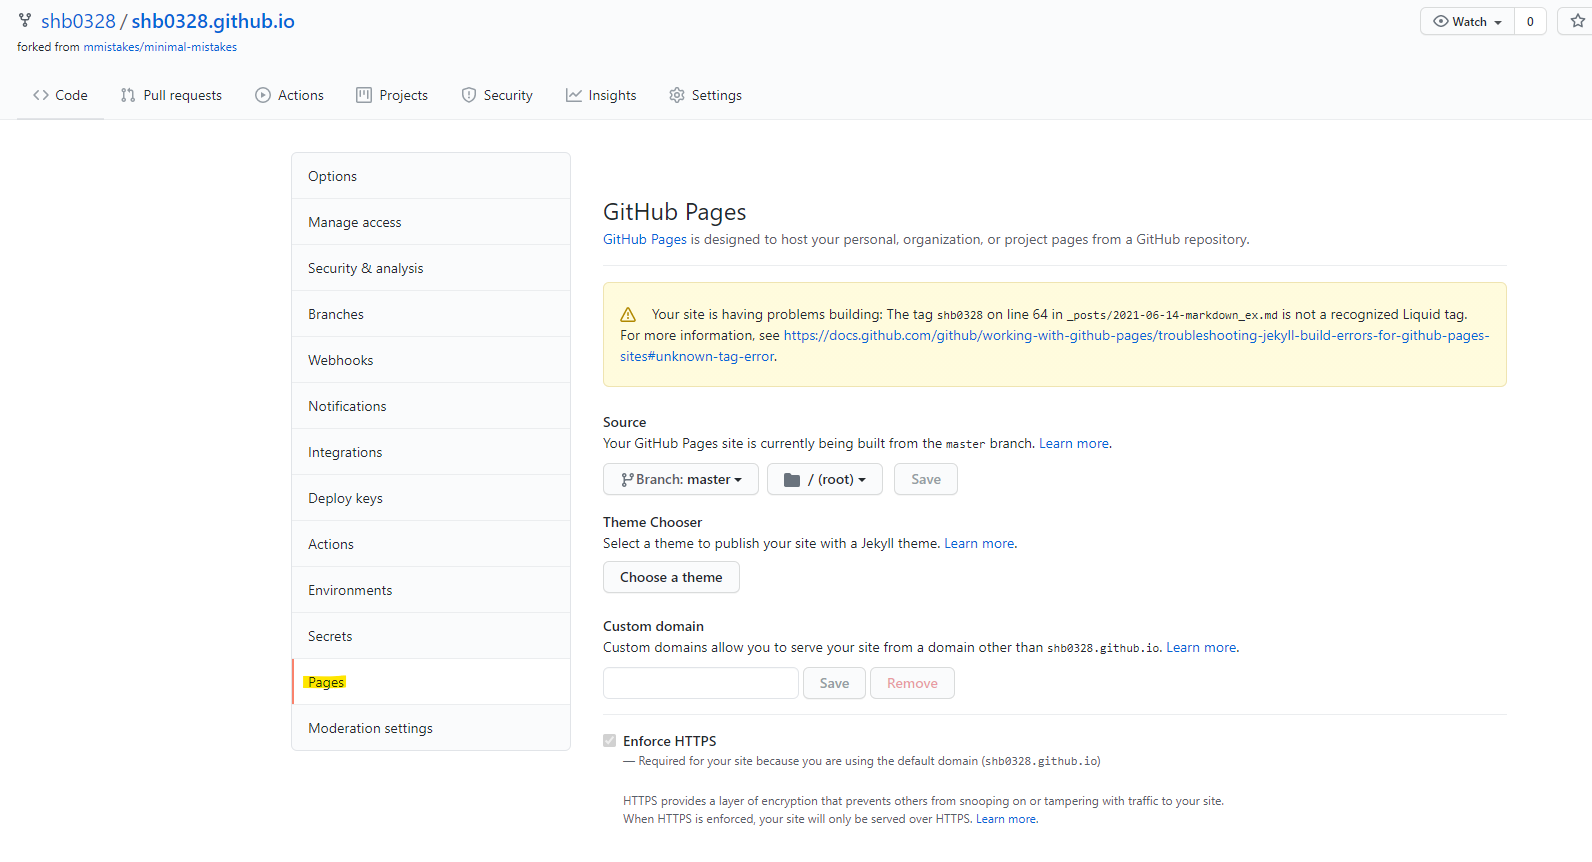 shb0328 / shb0328.github.io
Watch 0
forked from mmistakes/minimal-mistakes
Code Pull requests Actions Projects Security Insights Settings
Options
Manage access
Security & analysis
Branches
Webhooks
Notifications
Integrations
Deploy keys
Actions
Environments
Secrets
Pages
Moderation settings
GitHub Pages
GitHub Pages is designed to host your personal, organization, or project pages from a GitHub repository.
Your site is having problems building: The tag shb0328 on line 64 in _posts/2021-06-14-markdown_ex.md is not a recognized Liquid tag.
For more information, see https://docs.github.com/github/working-with-github-pages/troubleshooting-jekyll-build-errors-for-github-pages-
sites#unknown-tag-error.
Source
Your GitHub Pages site is currently being built from the master branch. Learn more.
Branch: master / (root) Save
Theme Chooser
Select a theme to publish your site with a Jekyll theme. Learn more.
Choose a theme
Custom domain
Custom domains allow you to serve your site from a domain other than shb0328.github.io. Learn more.
Save Remove
Enforce HTTPS
— Required for your site because you are using the default domain (shb0328.github.io)
HTTPS provides a layer of encryption that prevents others from snooping on or tampering with traffic to your site.
When HTTPS is enforced, your site will only be served over HTTPS. Learn more.